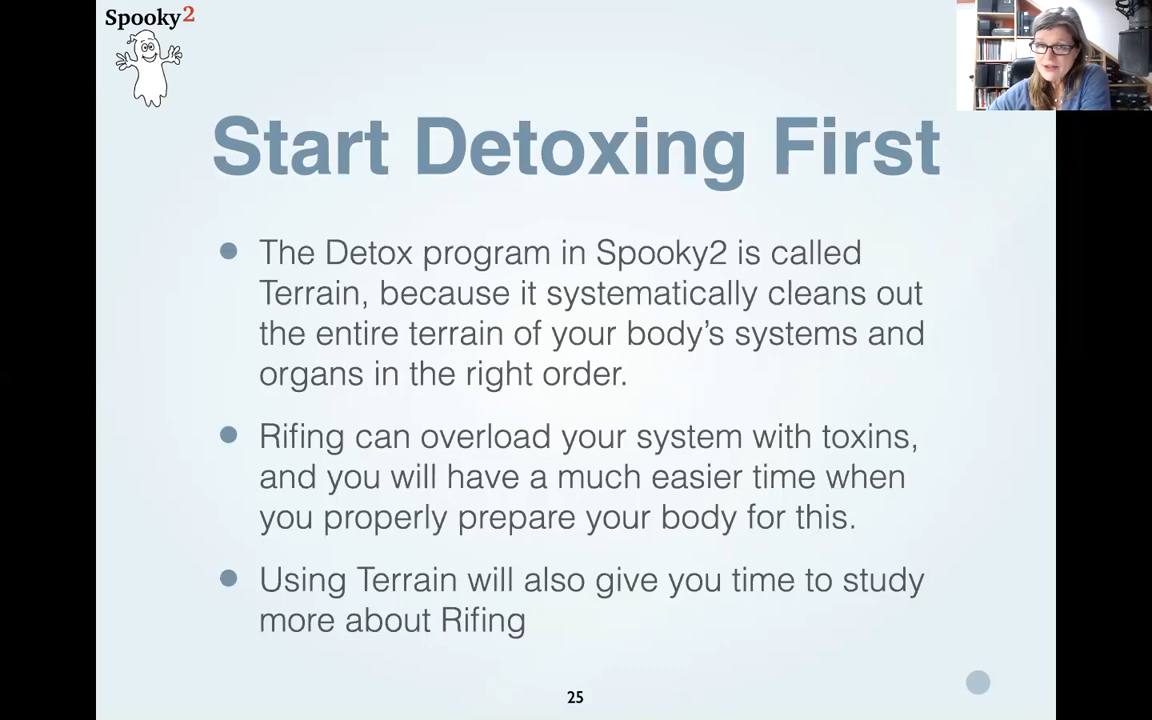 Spooky2
Start Detoxing First
The Detox program in Spooky2 is called
Terrain, because it systematically cleans out
the entire terrain of your body’s systems and
organs in the right order.
Rifing can overload your system with toxins,
and you will have a much easier time when
you properly prepare your body for this.
Using Terrain will also give you time to study
more about Rifing
25